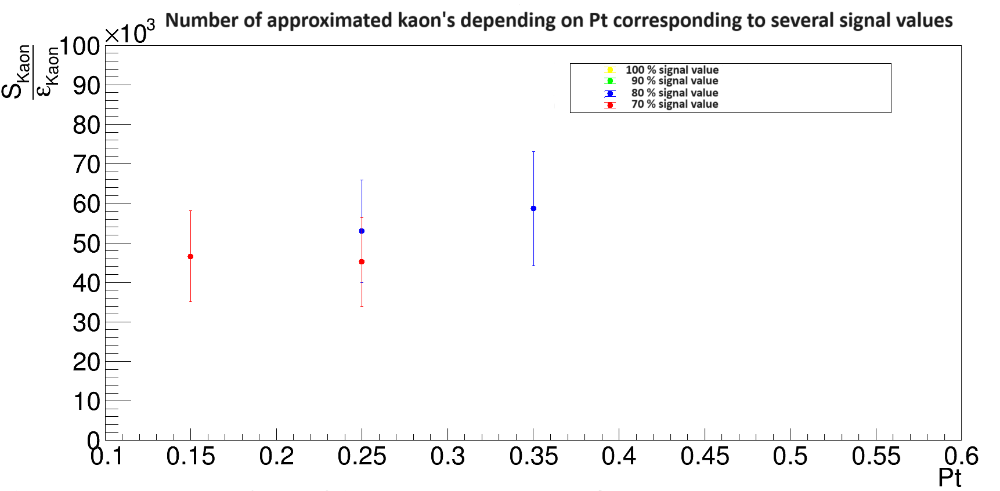 Number of approximated kaon's depending on Pt corresponding to several signal values
×10³
S_Kaon
ε_Kaon
100
90
80
70
60
50
40
30
20
10
0
100 % signal value
90 % signal value
80 % signal value
70 % signal value
0.1 0.15 0.2 0.25 0.3 0.35 0.4 0.45 0.5 0.55 0.6
Pt